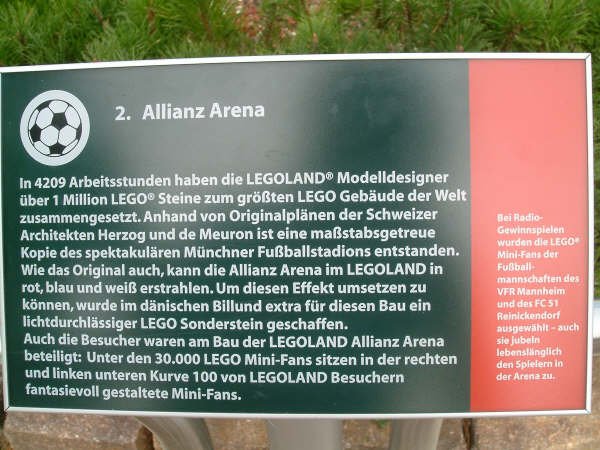 2. Allianz Arena
In 4209 Arbeitsstunden haben die LEGOLAND® Modelldesigner
über 1 Million LEGO® Steine zum größten LEGO Gebäude der Welt
zusammengesetzt. Anhand von Originalplänen der Schweizer
Architekten Herzog und de Meuron ist eine maßstabsgetreue
Kopie des spektakulären Münchner Fußballstadions entstanden.
Wie das Original auch, kann die Allianz Arena im LEGOLAND in
rot, blau und weiß erstrahlen. Um diesen Effekt umsetzen zu
können, wurde im dänischen Billund extra für diesen Bau ein
lichtdurchlässiger LEGO Sonderstein geschaffen.
Auch die Besucher waren am Bau der LEGOLAND Allianz Arena
beteiligt: Unter den 30.000 LEGO Mini-Fans sitzen in der rechten
und linken unteren Kurve 100 von LEGOLAND Besuchern
fantasievoll gestaltete Mini-Fans.
Bei Radio-
Gewinnspielen
wurden die LEGO®
Mini-Fans der
Fußball-
mannschaften des
VFR Mannheim
und des FC 51
Reinickendorf
ausgewählt – auch
sie jubeln
lebenslänglich
den Spielern in
der Arena zu.